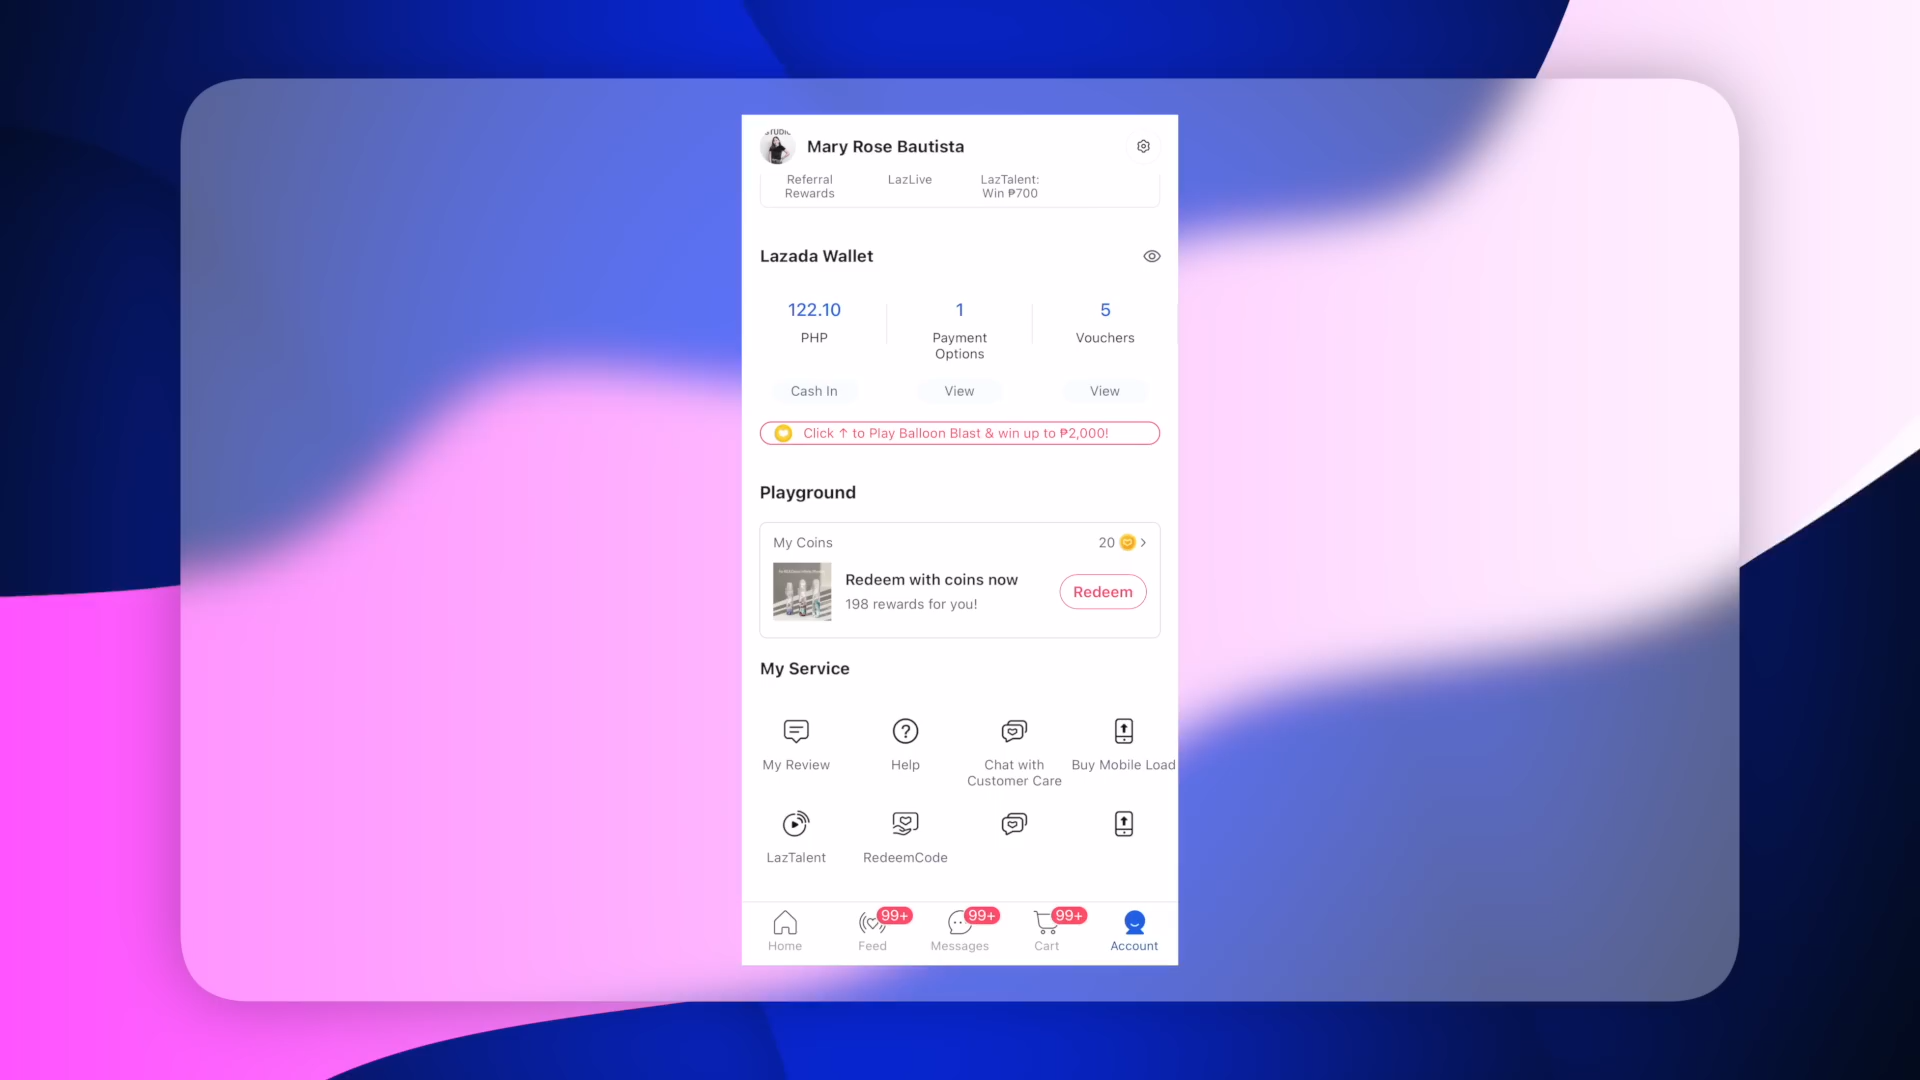 Mary Rose Bautista
Referral
Rewards
LazLive
LazTalent:
Win ₱700
Lazada Wallet
122.10
PHP
1
Payment
Options
5
Vouchers
Cash In
View
View
Click ↑ to Play Balloon Blast & win up to ₱2,000!
Playground
My Coins
20
Redeem with coins now
198 rewards for you!
Redeem
My Service
My Review
Help
Chat with
Customer Care
Buy Mobile Load
LazTalent
RedeemCode
99+
99+
99+
Home
Feed
Messages
Cart
Account